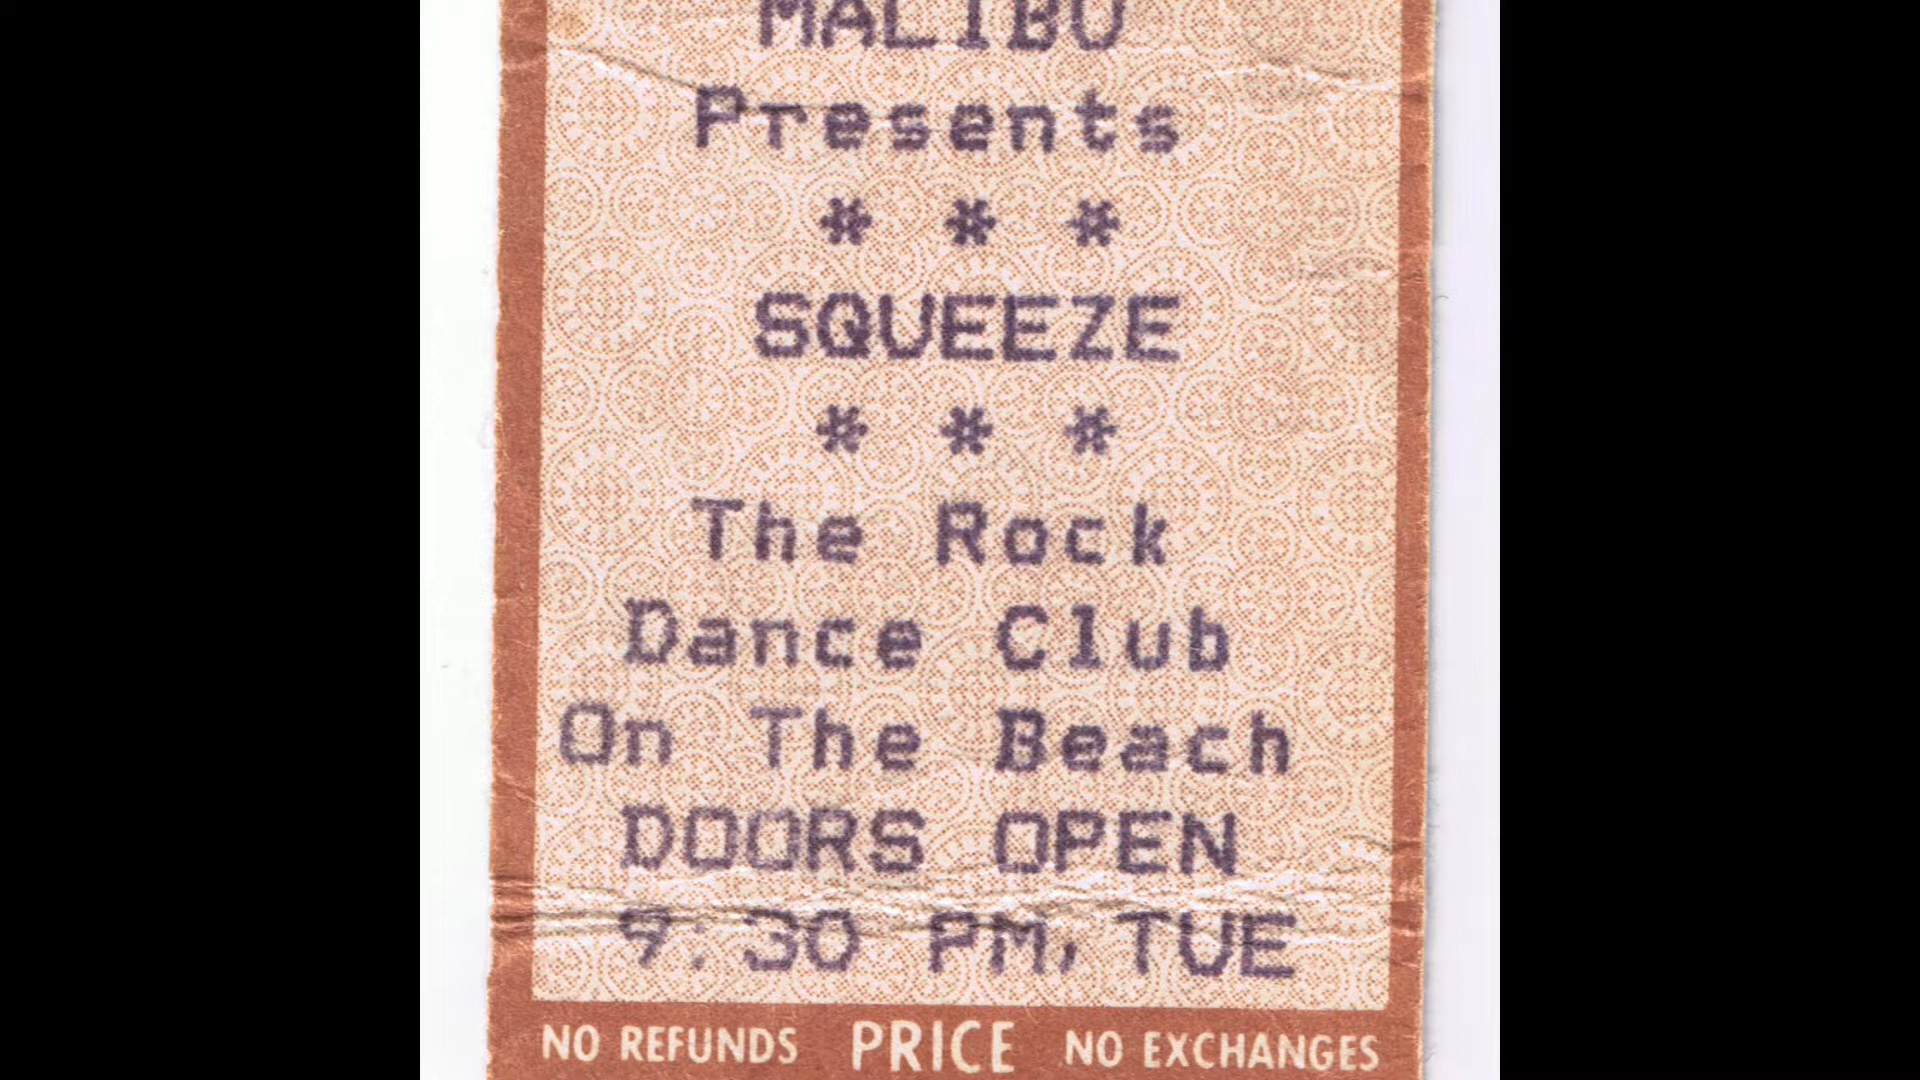 MALIBU
Presents
* * *
SQUEEZE
* * *
The Rock
Dance Club
On The Beach
DOORS OPEN
9:30 PM, TUE
NO REFUNDS PRICE NO EXCHANGES